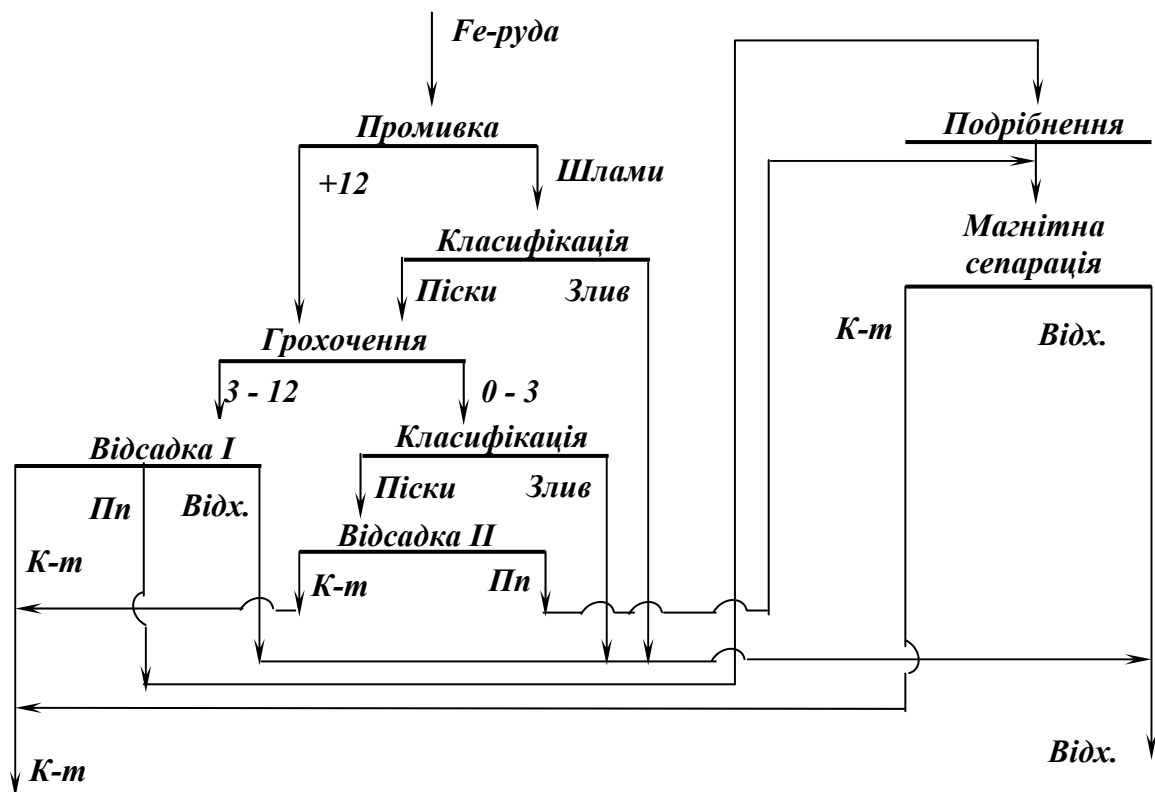 Fe-руда
Промивка
Подрібнення
+12
Шлами
Магнітна
сепарація
Класифікація
Піски
Злив
К-т
Відх.
Грохочення
3 - 12
0 - 3
Відсадка I
Класифікація
Пп
Відх.
Піски
Злив
К-т
Відсадка II
К-т
Пп
К-т
Відх.